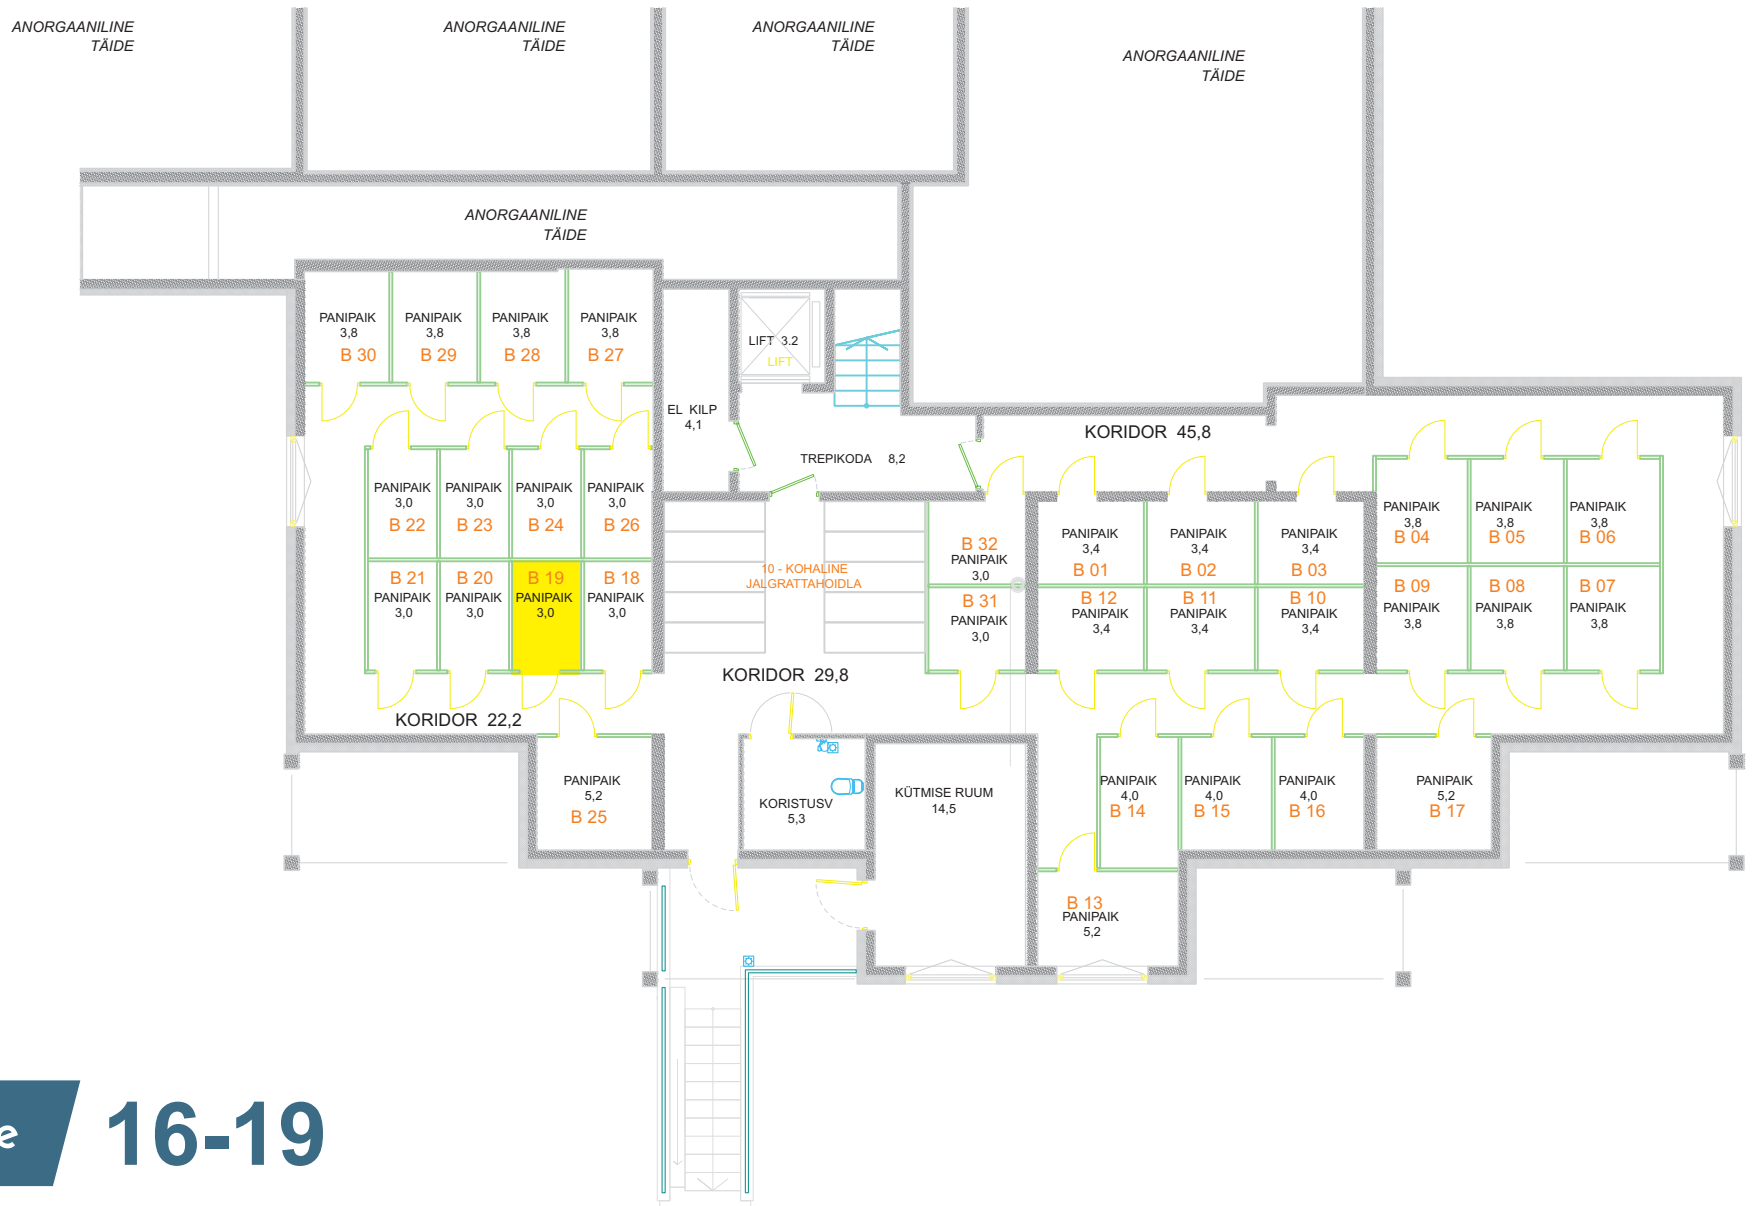 ANORGAANILINE
TÄIDE
ANORGAANILINE
TÄIDE
ANORGAANILINE
TÄIDE
ANORGAANILINE
TÄIDE
ANORGAANILINE
TÄIDE
PANIPAIK
3,8
B 30
PANIPAIK
3,8
B 29
PANIPAIK
3,8
B 28
PANIPAIK
3,8
B 27
LIFT 3.2
LIFT
EL KILP
4,1
TREPIKODA 8,2
KORIDOR 45,8
PANIPAIK
3,0
B 22
PANIPAIK
3,0
B 23
PANIPAIK
3,0
B 24
PANIPAIK
3,0
B 26
B 21
PANIPAIK
3,0
B 20
PANIPAIK
3,0
B 19
PANIPAIK
3,0
B 18
PANIPAIK
3,0
10 - KOHALINE
JALGRATTAHOIDLA
B 32
PANIPAIK
3,0
B 31
PANIPAIK
3,0
PANIPAIK
3,4
B 01
PANIPAIK
3,4
B 02
PANIPAIK
3,4
B 03
B 12
PANIPAIK
3,4
B 11
PANIPAIK
3,4
B 10
PANIPAIK
3,4
PANIPAIK
3,8
B 04
PANIPAIK
3,8
B 05
PANIPAIK
3,8
B 06
B 09
PANIPAIK
3,8
B 08
PANIPAIK
3,8
B 07
PANIPAIK
3,8
KORIDOR 29,8
KORIDOR 22,2
PANIPAIK
5,2
B 25
KORISTUSV
5,3
KÜTMISE RUUM
14,5
PANIPAIK
4,0
B 14
PANIPAIK
4,0
B 15
PANIPAIK
4,0
B 16
PANIPAIK
5,2
B 17
B 13
PANIPAIK
5,2
e
16-19